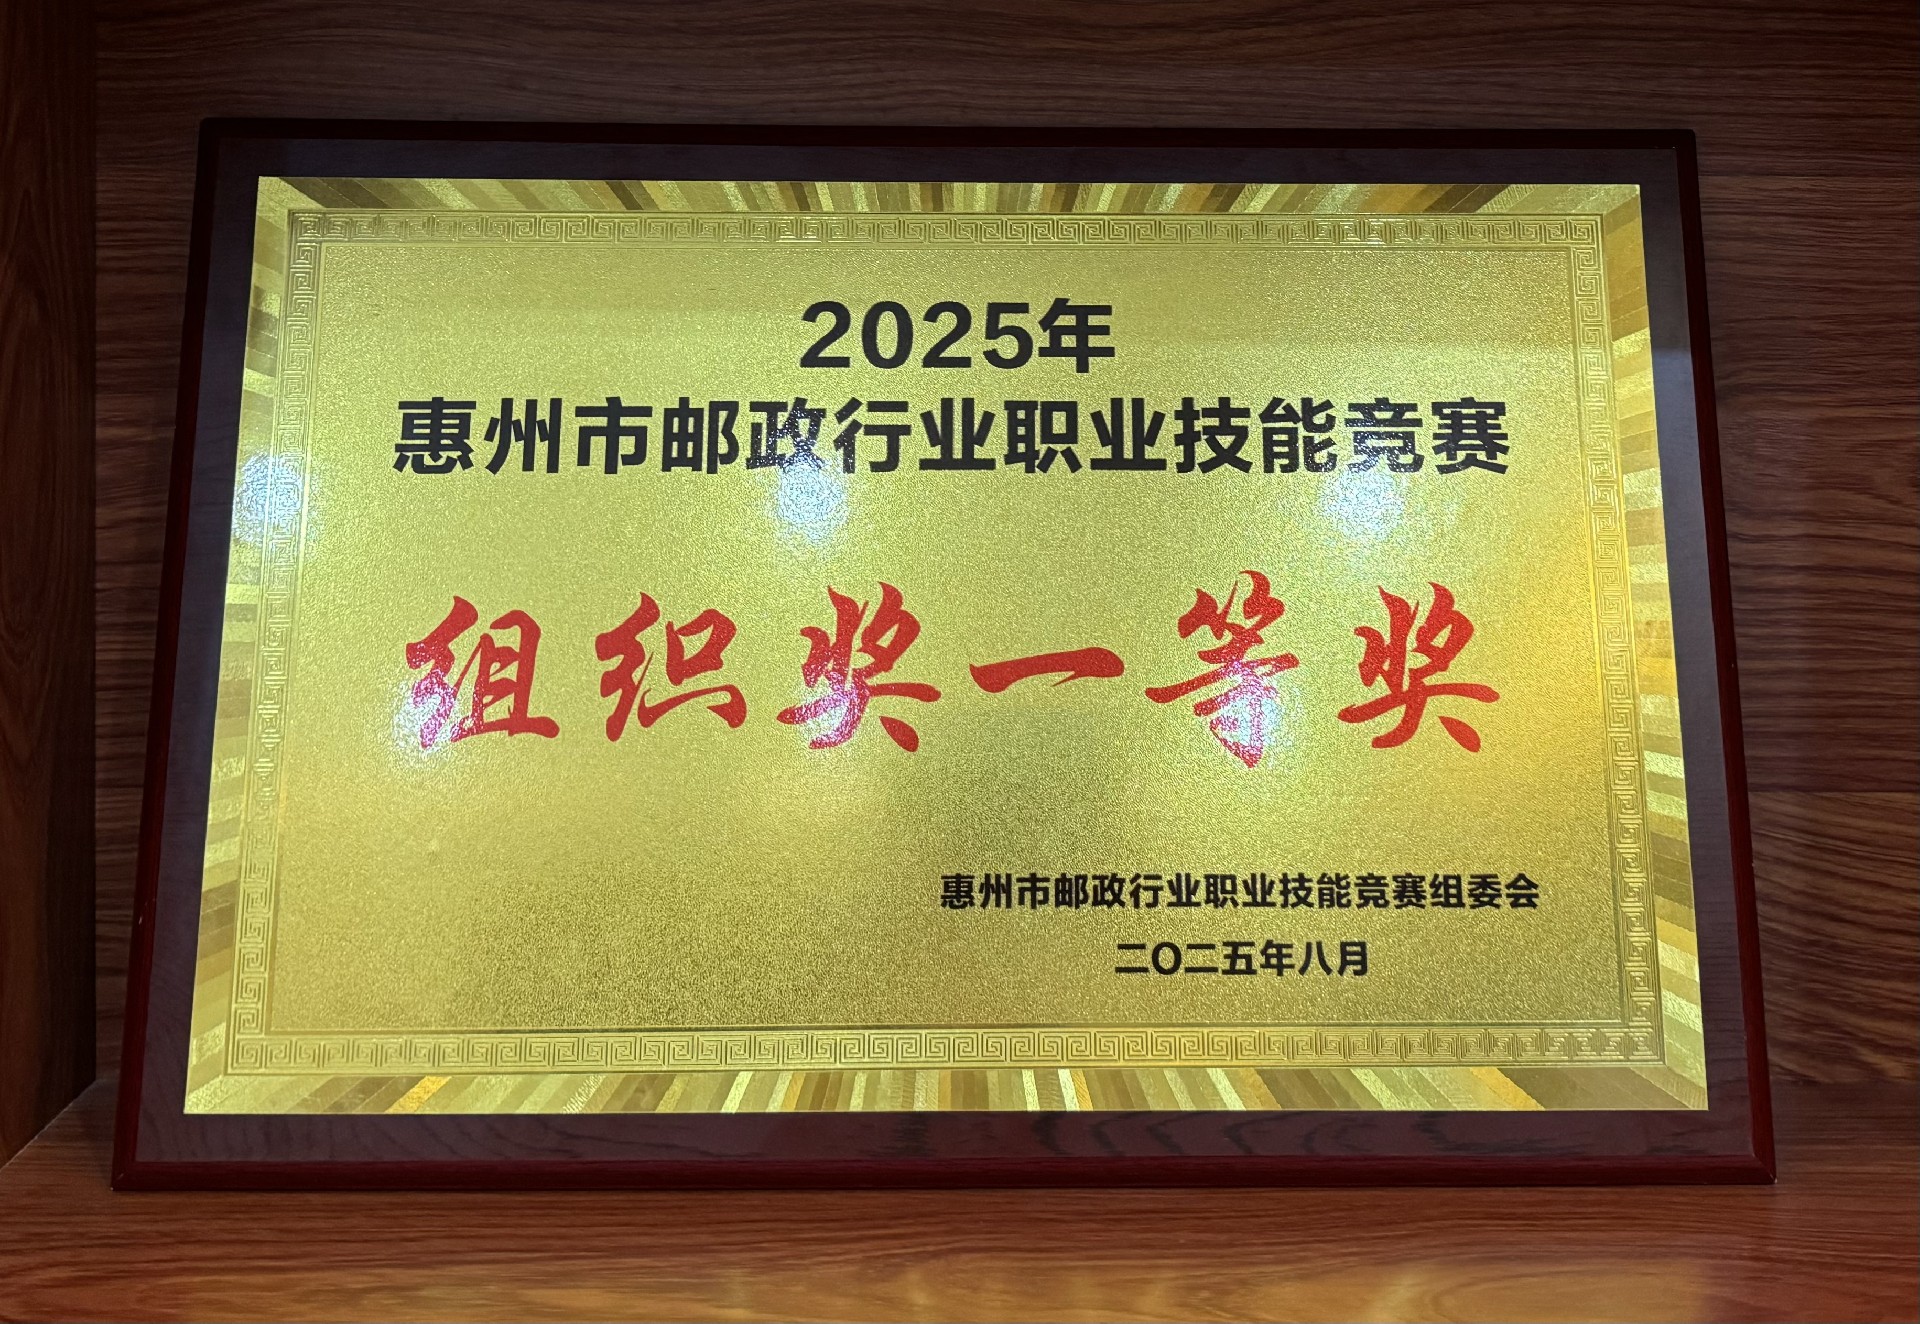 2025年
惠州市邮政行业职业技能竞赛
组织奖一等奖
惠州市邮政行业职业技能竞赛组委会
二O二五年八月